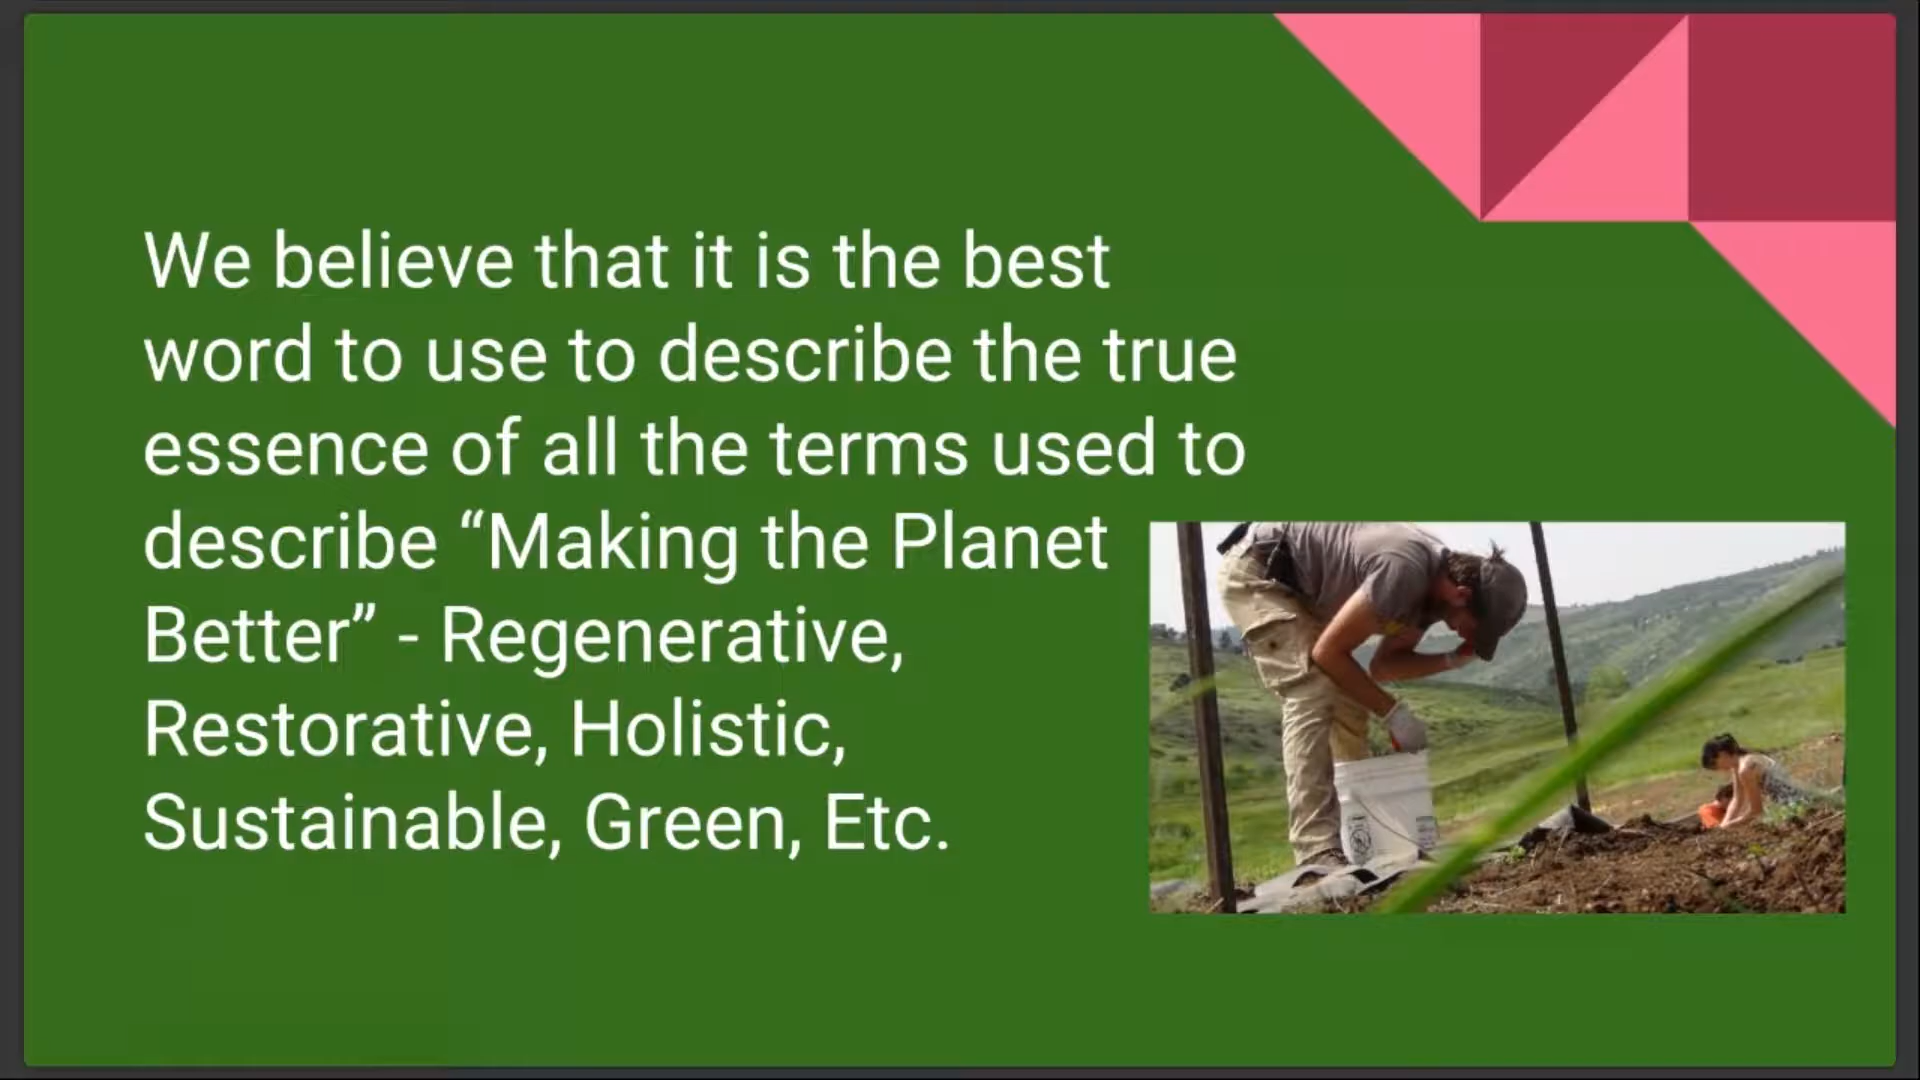 We believe that it is the best
word to use to describe the true
essence of all the terms used to
describe “Making the Planet
Better” - Regenerative,
Restorative, Holistic,
Sustainable, Green, Etc.